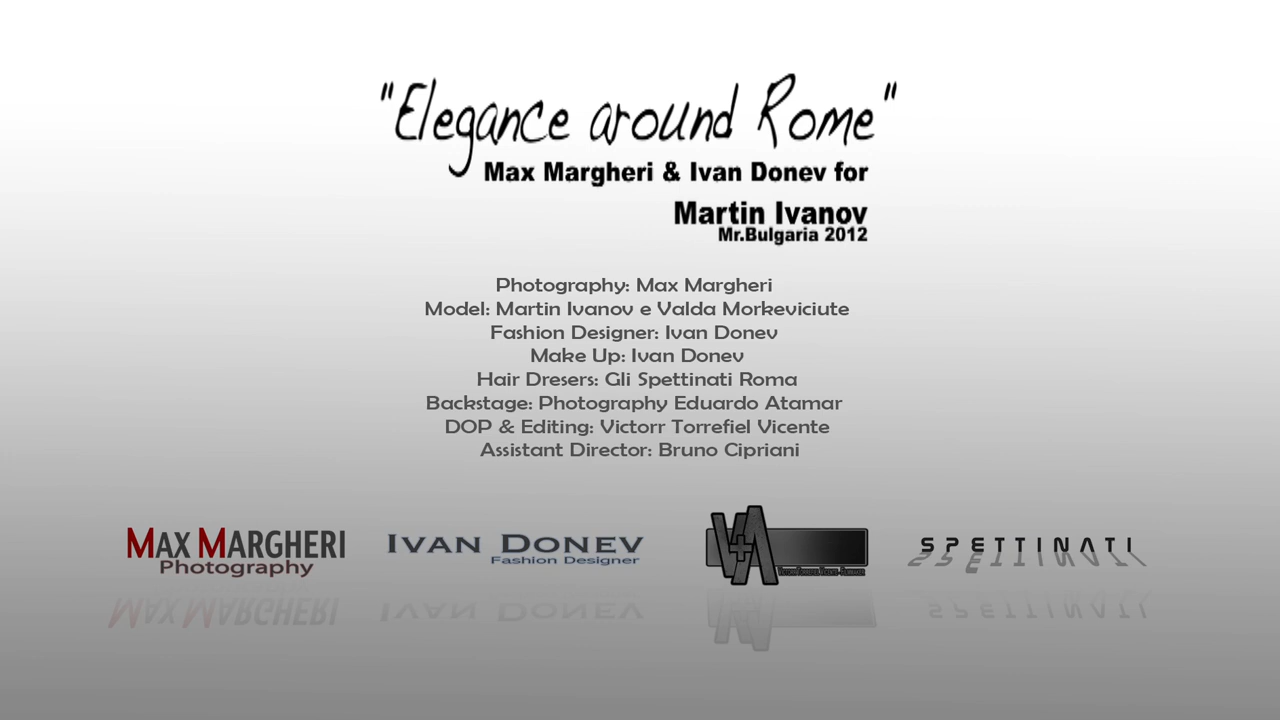 "Elegance around Rome"
Max Margheri & Ivan Donev for
Martin Ivanov
Mr.Bulgaria 2012
Photography: Max Margheri
Model: Martin Ivanov e Valda Morkeviciute
Fashion Designer: Ivan Donev
Make Up: Ivan Donev
Hair Dresers: Gli Spettinati Roma
Backstage: Photography Eduardo Atamar
DOP & Editing: Victorr Torrefiel Vicente
Assistant Director: Bruno Cipriani
MAX MARGHERI
Photography
IVAN DONEV
Fashion Designer
V+A
SPETTINATI